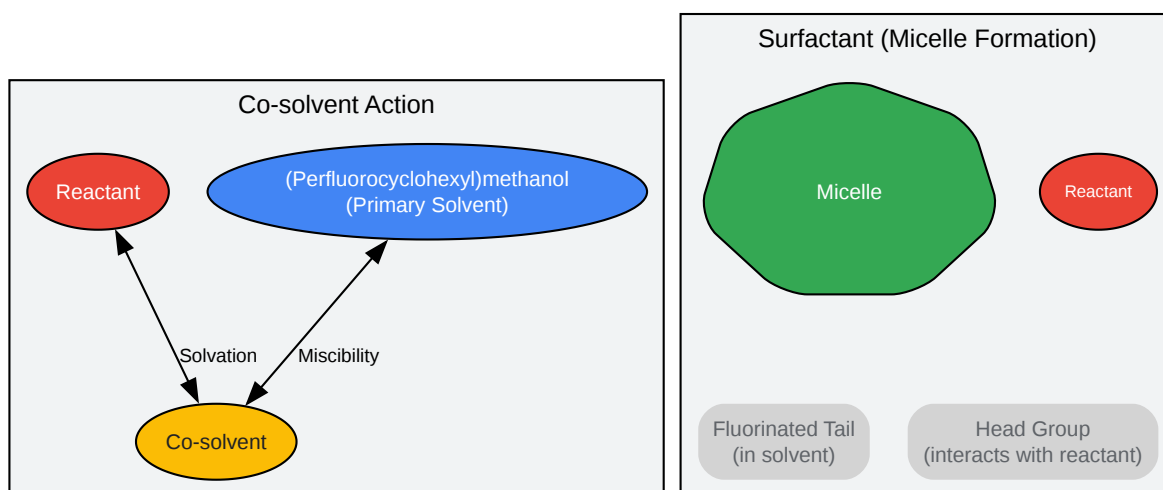 Co-solvent Action
Reactant
(Perfluorocyclohexyl)methanol
(Primary Solvent)
Solvation
Miscibility
Co-solvent
Surfactant (Micelle Formation)
Micelle
Reactant
Fluorinated Tail
(in solvent)
Head Group
(interacts with reactant)